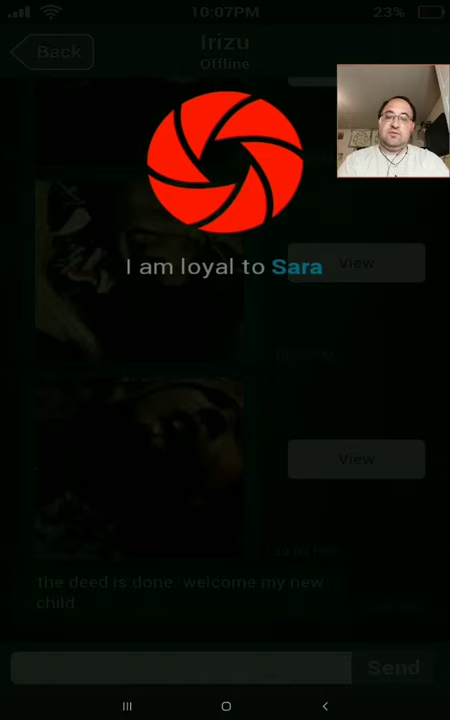 10:07PM
23%
Back
Irizu
Offline
I am loyal to Sara
View
View
The deed is done. welcome my new
child
Send